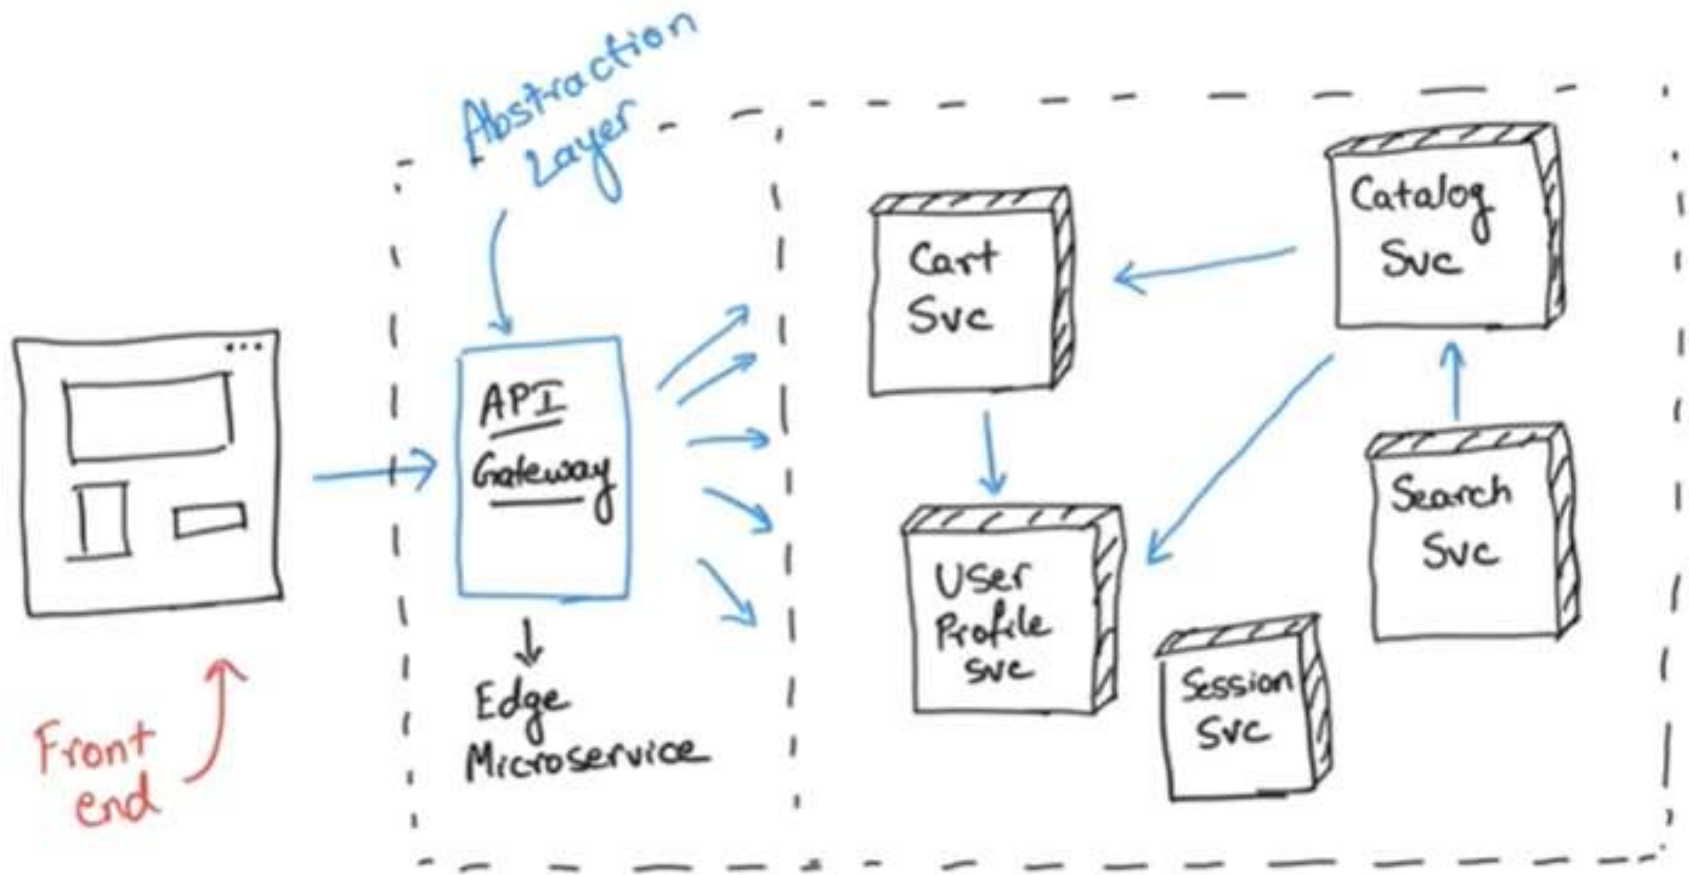 Abstraction
Layer
API
Gateway
Edge
Microservice
Front
end
Cart
Svc
Catalog
Svc
User
Profile
svc
Search
Svc
Session
Svc